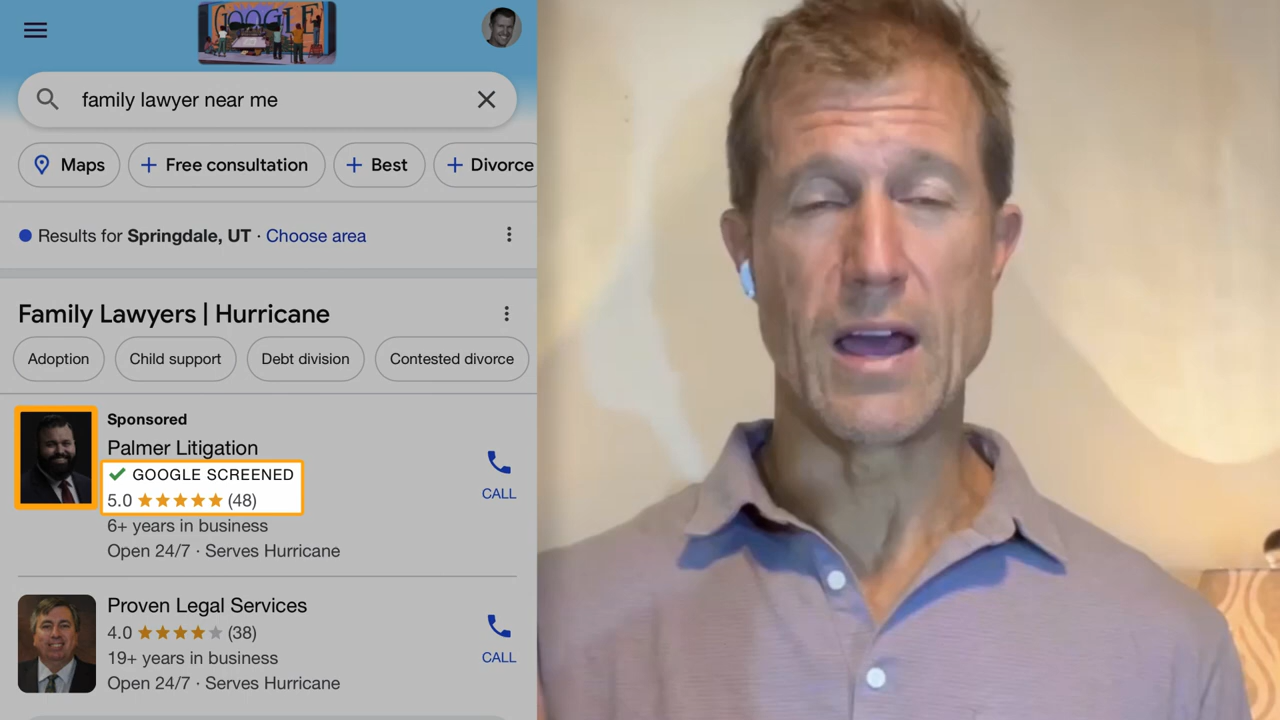 GOOGLE
family lawyer near me
Maps
+ Free consultation
+ Best
+ Divorce
Results for Springdale, UT · Choose area
Family Lawyers | Hurricane
Adoption
Child support
Debt division
Contested divorce
Sponsored
Palmer Litigation
GOOGLE SCREENED
5.0 ★★★★★ (48)
6+ years in business
Open 24/7 · Serves Hurricane
CALL
Proven Legal Services
4.0 ★★★★★ (38)
19+ years in business
Open 24/7 · Serves Hurricane
CALL